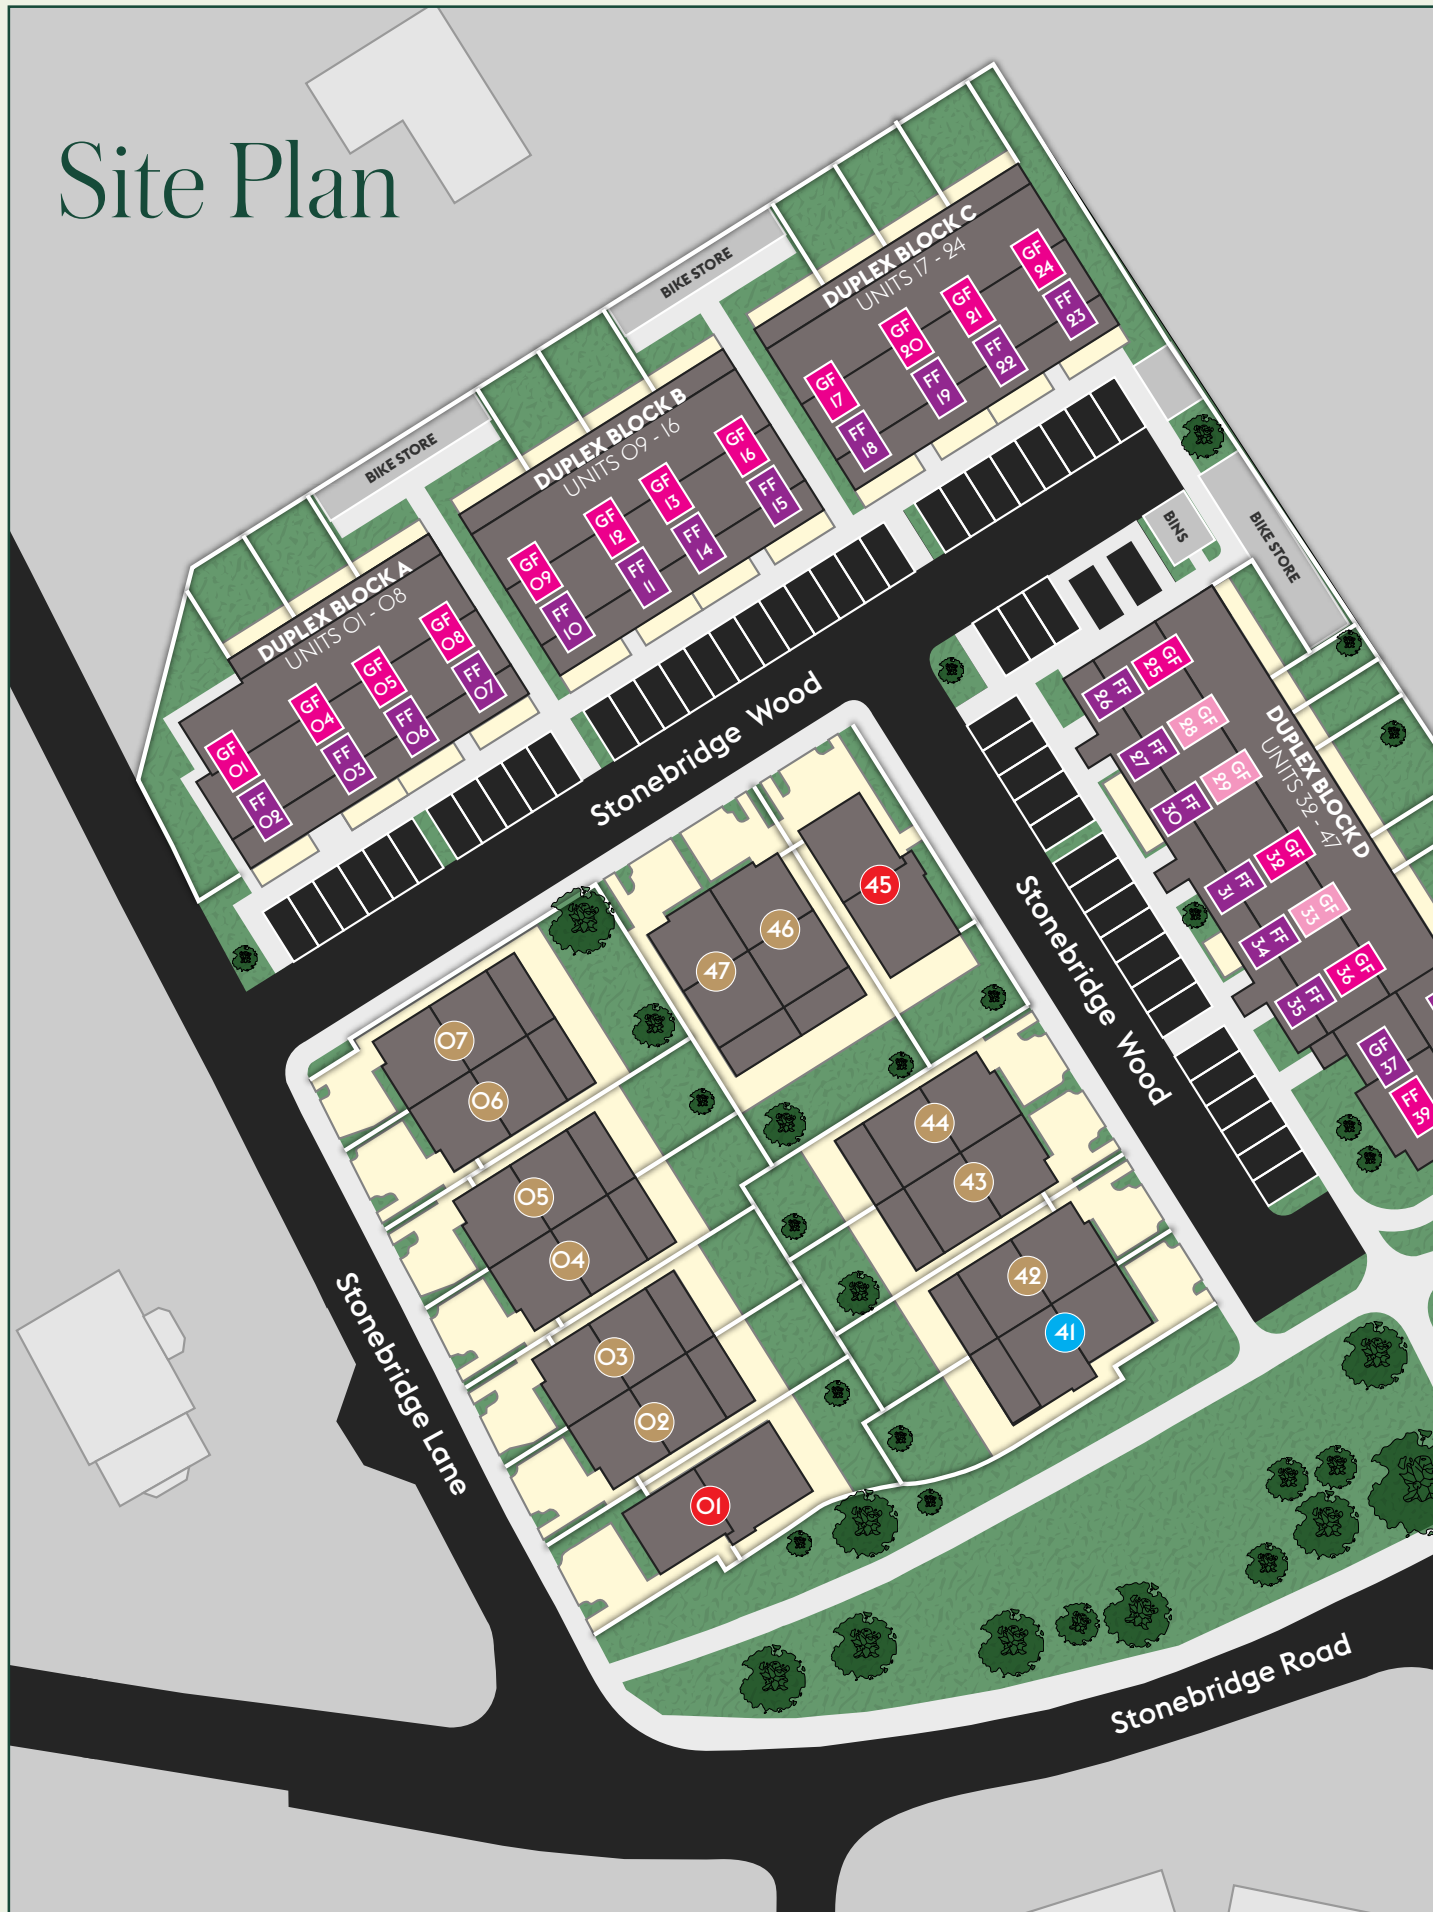 Site Plan
DUPLEX BLOCK C
UNITS 17 - 24
GF
24
FF
23
GF
21
FF
22
GF
20
FF
19
GF
17
FF
18
BIKE STORE
DUPLEX BLOCK B
UNITS 09 - 16
GF
16
FF
15
GF
13
FF
14
GF
12
FF
11
GF
09
FF
10
BIKE STORE
DUPLEX BLOCK A
UNITS 01 - 08
GF
08
FF
07
GF
05
FF
06
GF
04
FF
03
GF
01
FF
02
BINS
BIKE STORE
DUPLEX BLOCK D
UNITS 32 - 47
GF
25
FF
26
GF
28
FF
27
GF
29
FF
30
GF
32
FF
31
GF
33
FF
34
GF
36
FF
35
GF
37
FF
39
Stonebridge Wood
Stonebridge Wood
45
46
47
07
06
05
04
03
02
01
44
43
42
41
Stonebridge Lane
Stonebridge Road